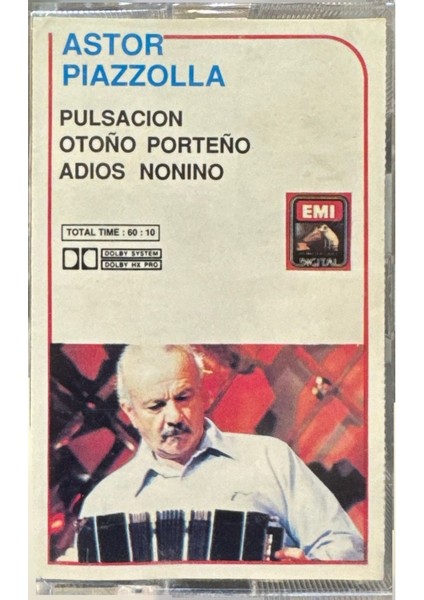 ASTOR
PIAZZOLLA
PULSACION
OTOÑO PORTEÑO
ADIOS NONINO
TOTAL TIME : 60 : 10
DOLBY SYSTEM
DOLBY HX PRO
EMI
DIGITAL